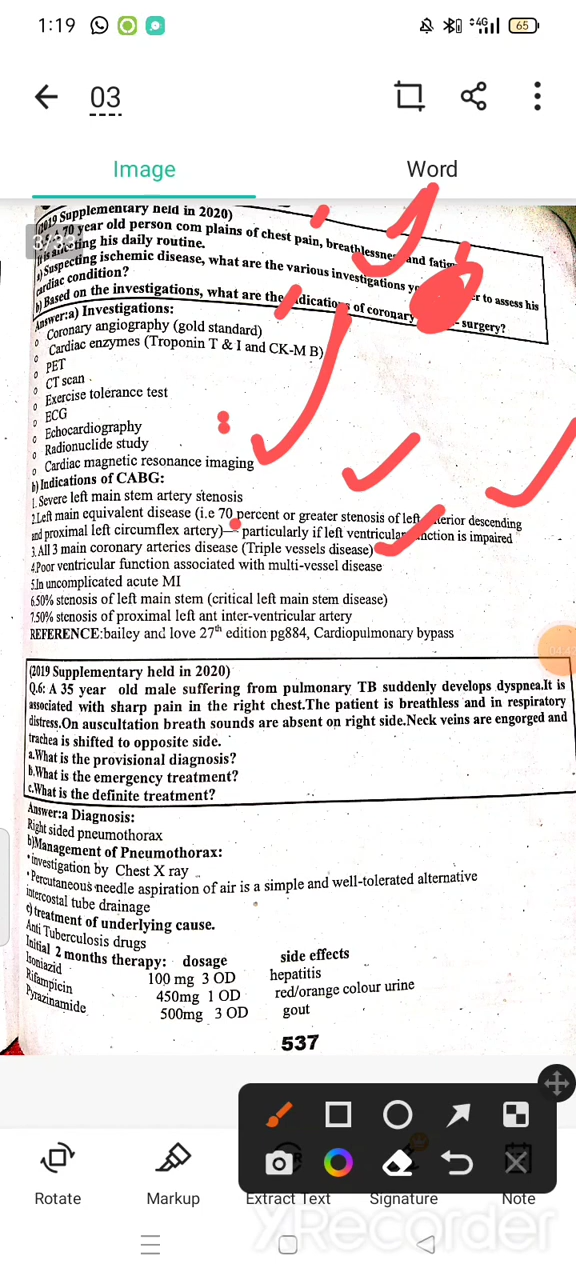 1:19
4G
65
03
Image
Word
(2019 Supplementary held in 2020)
70 year old person com plains of chest pain, breathlessnes and fatig
ting his daily routine.
a) Suspecting ischemic disease, what are the various investigations r to assess his
cardiac condition?
b) Based on the investigations, what are the dication of coronary surgery?
Answer:a) Investigations:
Coronary angiography (gold standard)
Cardiac enzymes (Troponin T & I and CK-M B)
PET
CT scan
Exercise tolerance test
ECG
Echocardiography
Radionuclide study
Cardiac magnetic resonance imaging
b) Indications of CABG:
1. Severe left main stem artery stenosis
2.Left main equivalent disease (i.e 70 percent or greater stenosis of left terior descending
and proximal left circumflex artery)— particularly if left ventricular nction is impaired
3. All 3 main coronary arterics disease (Triple vessels disease)
4.Poor ventricular function associated with multi-vessel disease
5.In uncomplicated acute MI
6.50% stenosis of left main stem (critical left main stem disease)
7.50% stenosis of proximal left ant inter-ventricular artery
REFERENCE:bailey and love 27th edition pg884, Cardiopulmonary bypass
(2019 Supplementary held in 2020)
Q.6: A 35 year old male suffering from pulmonary TB suddenly develops dyspnea.It is
associated with sharp pain in the right chest.The patient is breathless and in respiratory
distress.On auscultation breath sounds are absent on right side.Neck veins are engorged and
trachea is shifted to opposite side.
a.What is the provisional diagnosis?
b.What is the emergency treatment?
c.What is the definite treatment?
Answer:a Diagnosis:
Right sided pneumothorax
b)Management of Pneumothorax:
•investigation by Chest X ray
•Percutaneous needle aspiration of air is a simple and well-tolerated alternative
intercostal tube drainage
c) treatment of underlying cause.
Anti Tuberculosis drugs
Initial 2 months therapy: dosage side effects
Isoniazid 100 mg 3 OD hepatitis
Rifampicin 450mg 1 OD red/orange colour urine
Pyrazinamide 500mg 3 OD gout
537
Rotate
Markup
Extract Text
Signature
Note
XRecorder